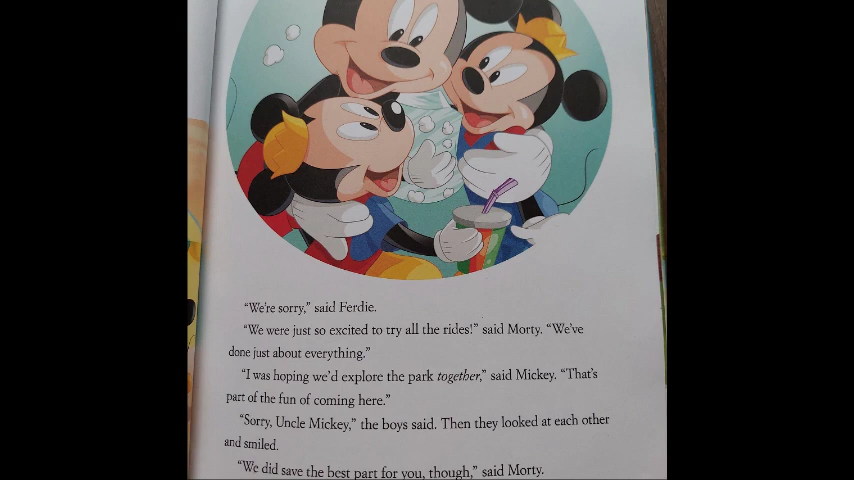 “We’re sorry,” said Ferdie.
“We were just so excited to try all the rides!” said Morty. “We’ve
done just about everything.”
“I was hoping we’d explore the park together,” said Mickey. “That’s
part of the fun of coming here.”
“Sorry, Uncle Mickey,” the boys said. Then they looked at each other
and smiled.
“We did save the best part for you, though,” said Morty.